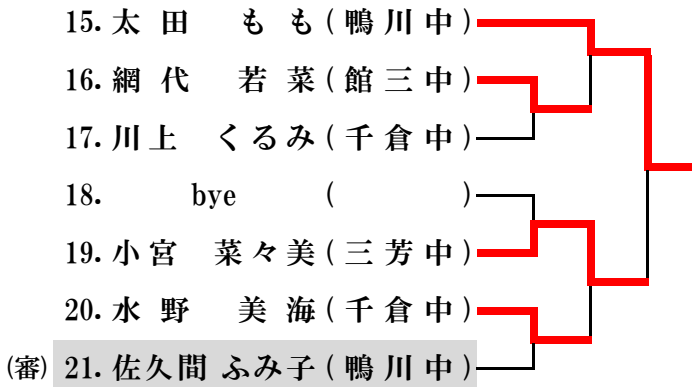 15. 太田 もも (鴨川中)
16. 網代 若菜 (館三中)
17. 川上 くるみ (千倉中)
18. bye ( )
19. 小宮 菜々美 (三芳中)
20. 水野 美海 (千倉中)
(審) 21. 佐久間 ふみ子 (鴨川中)